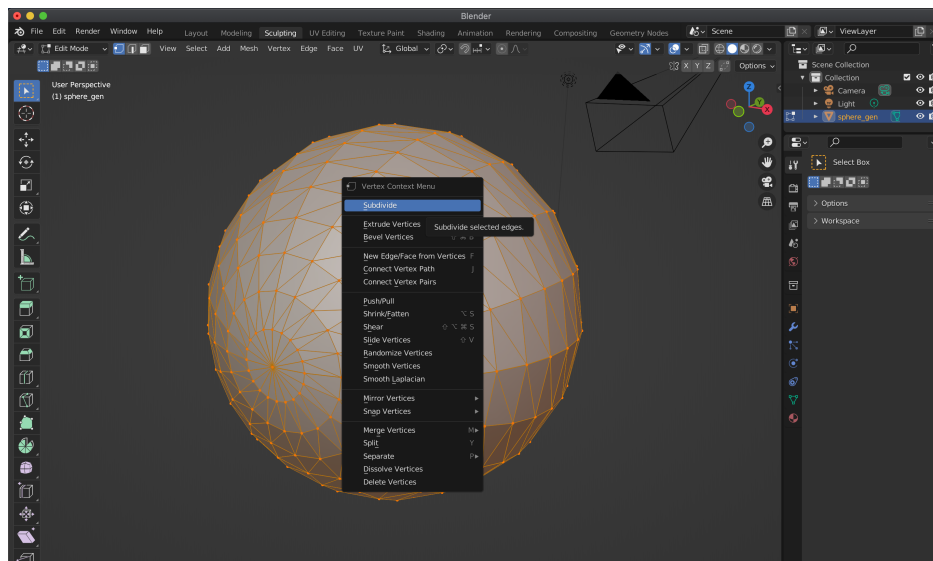 Blender
File Edit Render Window Help Layout Modeling Sculpting UV Editing Texture Paint Shading Animation Rendering Compositing Geometry Nodes Scene ViewLayer
Edit Mode View Select Add Mesh Vertex Edge Face UV Global
X Y Z Options
User Perspective
(1) sphere_gen
Z
Y
X
Vertex Context Menu
Subdivide
Subdivide selected edges.
Extrude Vertices
Bevel Vertices ⇧ ⌘ B
New Edge/Face from Vertices F
Connect Vertex Path J
Connect Vertex Pairs
Push/Pull
Shrink/Fatten ⌥ S
Shear ⇧ ⌥ ⌘ S
Slide Vertices ⇧ V
Randomize Vertices
Smooth Vertices
Smooth Laplacian
Mirror Vertices
Snap Vertices
Merge Vertices M
Split Y
Separate P
Dissolve Vertices
Delete Vertices
Scene Collection
Collection
Camera
Light
sphere_gen
Select Box
Options
Workspace